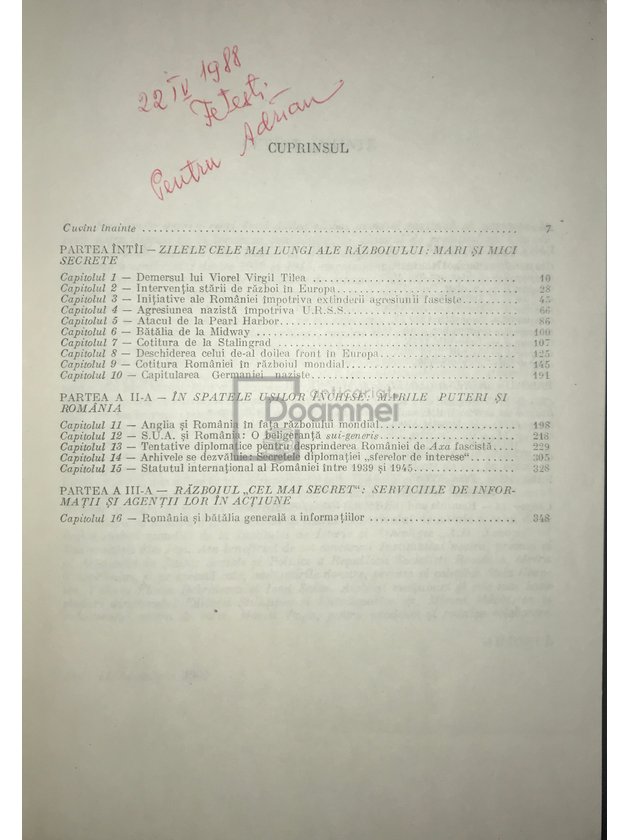 22 IV 1988
Fetești
Pentru Adrian
CUPRINSUL
Cuvînt înainte ........ 7
PARTEA ÎNTÎI — ZILELE CELE MAI LUNGI ALE RĂZBOIULUI: MARI ȘI MICI
SECRETE
Capitolul 1 — Demersul lui Viorel Virgil Tilea ........ 10
Capitolul 2 — Intervenția stării de război în Europa ........ 28
Capitolul 3 — Inițiative ale României împotriva extinderii agresiunii fasciste ........ 45
Capitolul 4 — Agresiunea nazistă împotriva U.R.S.S. ........ 66
Capitolul 5 — Atacul de la Pearl Harbor ........ 86
Capitolul 6 — Bătălia de la Midway ........ 100
Capitolul 7 — Cotitura de la Stalingrad ........ 107
Capitolul 8 — Deschiderea celui de-al doilea front în Europa ........ 125
Capitolul 9 — Cotitura României în război mondial ........ 145
Capitolul 10 — Capitularea Germaniei naziste ........ 191
PARTEA A II-A — ÎN SPATELE UȘILOR ÎNCHISE: MARILE PUTERI ȘI
ROMÂNIA
anticariat
Doamnei
Capitolul 11 — Anglia și România în fața războiului mondial ........ 198
Capitolul 12 — S.U.A. și România: O beligeranță sui-generis ........ 216
Capitolul 13 — Tentative diplomatice pentru desprinderea României de Axa fascistă ........ 229
Capitolul 14 — Arhivele se dezvăluie: Secretele diplomației „sferelor de interese“ ........ 305
Capitolul 15 — Statutul internațional al României între 1939 și 1945 ........ 328
PARTEA A III-A — RĂZBOIUL „CEL MAI SECRET“: SERVICIILE DE INFOR-
MAȚII ȘI AGENȚII LOR ÎN ACȚIUNE
Capitolul 16 — România și bătălia generală a informațiilor ........ 348